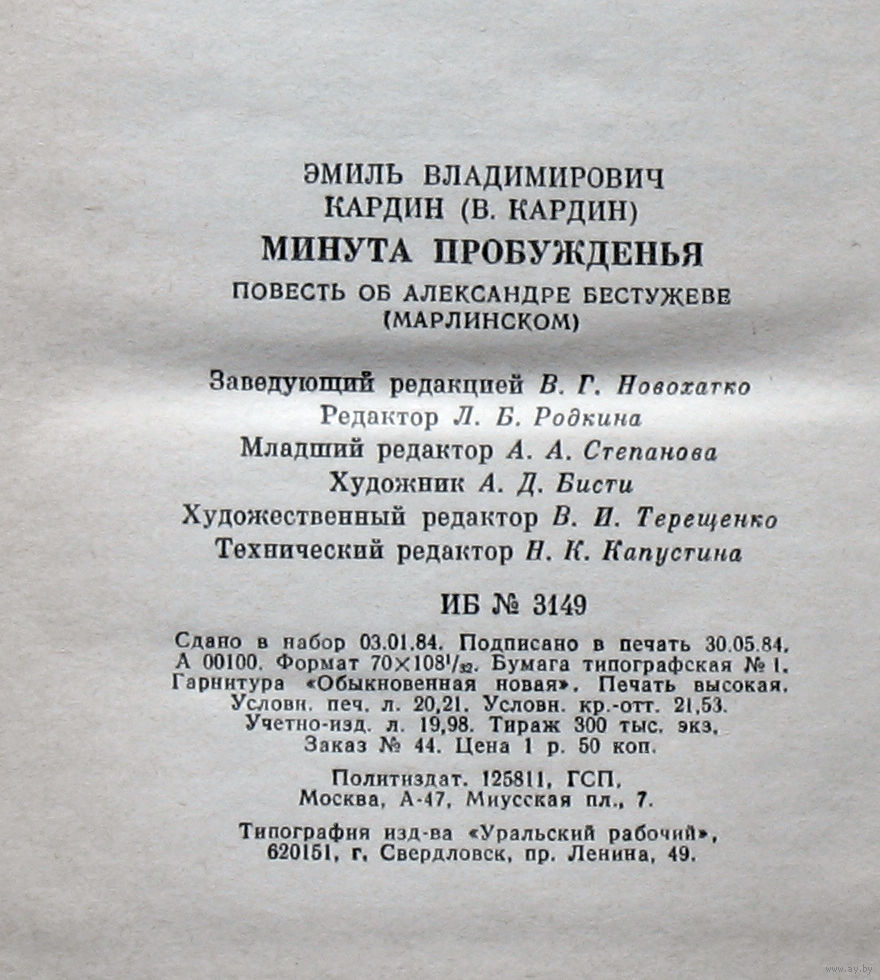 ЭМИЛЬ ВЛАДИМИРОВИЧ
КАРДИН (В. КАРДИН)
МИНУТА ПРОБУЖДЕНЬЯ
ПОВЕСТЬ ОБ АЛЕКСАНДРЕ БЕСТУЖЕВЕ
(МАРЛИНСКОМ)
Заведующий редакцией В. Г. Новохатко
Редактор Л. Б. Родкина
Младший редактор А. А. Степанова
Художник А. Д. Бисти
Художественный редактор В. И. Терещенко
Технический редактор Н. К. Капустина
ИБ № 3149
Сдано в набор 03.01.84. Подписано в печать 30.05.84.
А 00100. Формат 70×108¹/₃₂. Бумага типографская № 1.
Гарнитура «Обыкновенная новая». Печать высокая.
Условн. печ. л. 20,21. Условн. кр.-отт. 21,53.
Учетно-изд. л. 19,98. Тираж 300 тыс. экз.
Заказ № 44. Цена 1 р. 50 коп.
Политиздат. 125811, ГСП,
Москва, А-47, Миусская пл., 7.
Типография изд-ва «Уральский рабочий»,
620151, г. Свердловск, пр. Ленина, 49.
www.ay.by